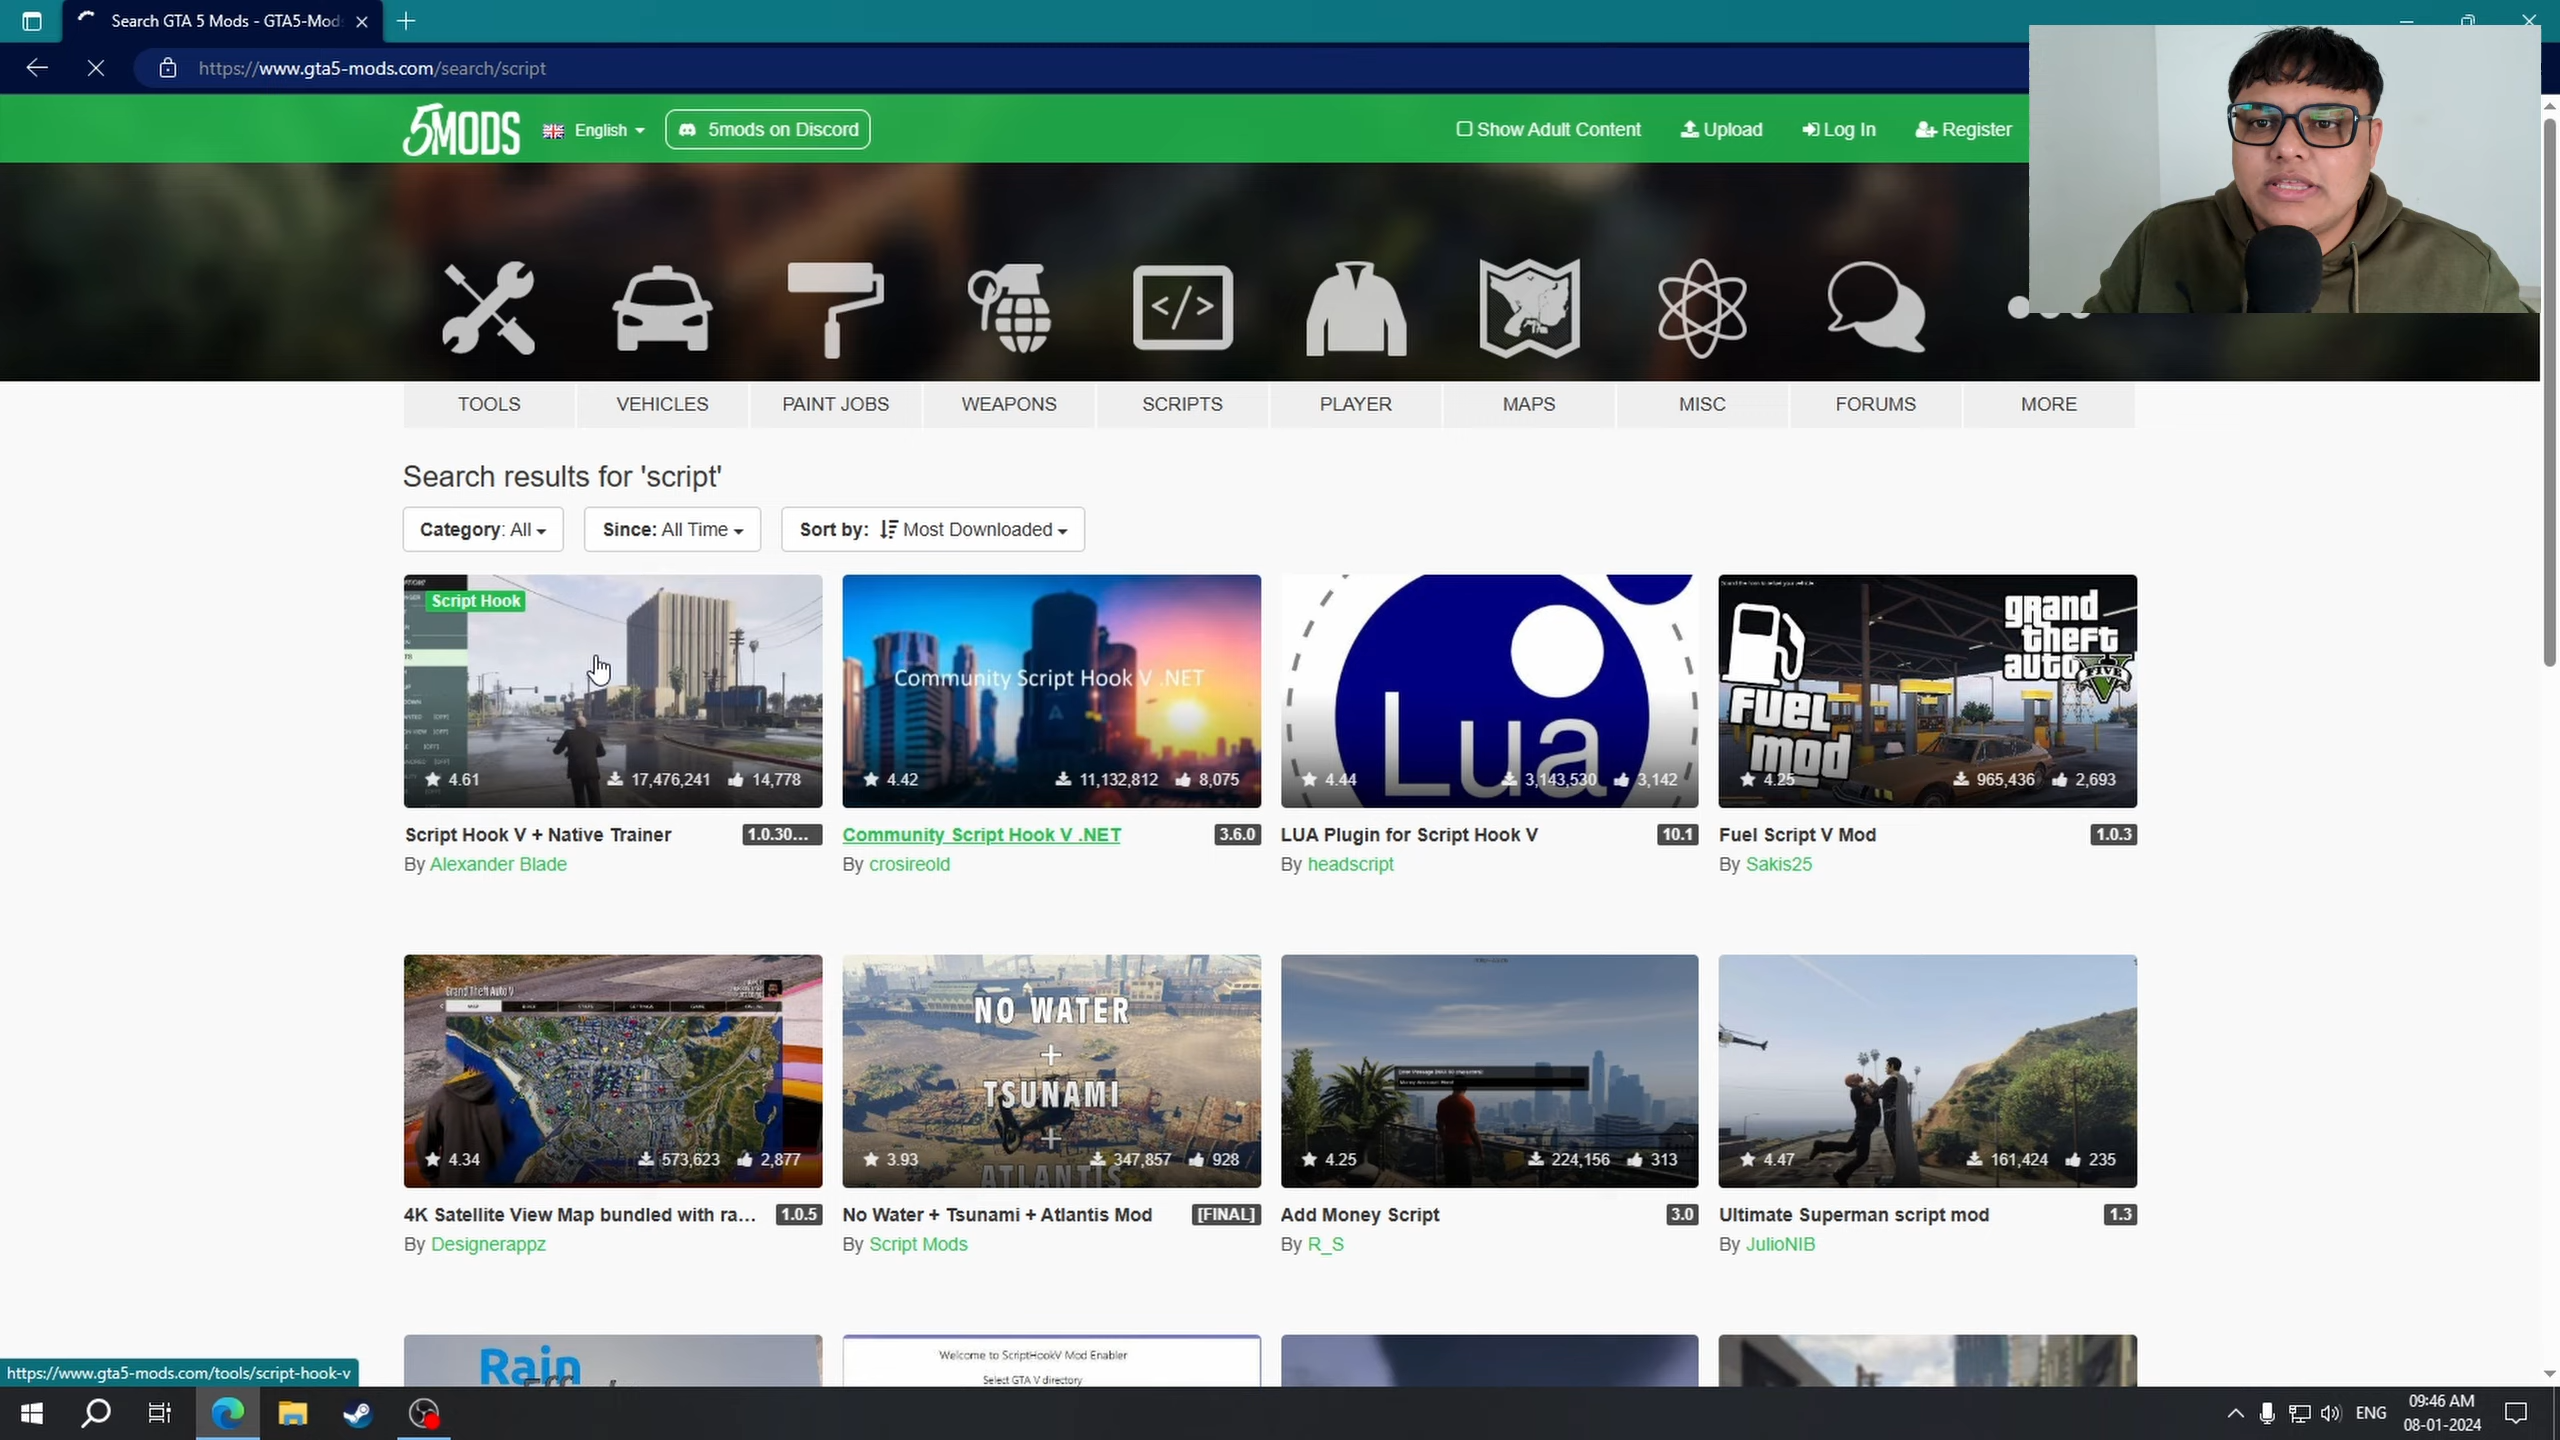 Search GTA 5 Mods - GTA5-Mod
https://www.gta5-mods.com/search/script
5MODS
English
5mods on Discord
Show Adult Content
Upload
Log In
Register
TOOLS
VEHICLES
PAINT JOBS
WEAPONS
SCRIPTS
PLAYER
MAPS
MISC
FORUMS
MORE
Search results for 'script'
Category: All
Since: All Time
Sort by: Most Downloaded
Script Hook
4.61 17,476,241 14,778
Script Hook V + Native Trainer 1.0.30...
By Alexander Blade
Community Script Hook V .NET
4.42 11,132,812 8,075
Community Script Hook V .NET 3.6.0
By crosireold
Lua
4.44 3,143,530 3,142
LUA Plugin for Script Hook V 10.1
By headscript
grand
theft
auto V
FIVE
FUEL
MOD
4.25 965,436 2,693
Fuel Script V Mod 1.0.3
By Sakis25
Grand Theft Auto V
4.34 573,623 2,877
4K Satellite View Map bundled with ra... 1.0.5
By Designerappz
NO WATER
+
TSUNAMI
+
ATLANTIS
3.93 347,857 928
No Water + Tsunami + Atlantis Mod [FINAL]
By Script Mods
4.25 224,156 313
Add Money Script 3.0
By R_S
4.47 161,424 235
Ultimate Superman script mod 1.3
By JulioNIB
Rain
Welcome to ScriptHookV Mod Enabler
Select GTA V directory
https://www.gta5-mods.com/tools/script-hook-v
ENG
09:46 AM
08-01-2024